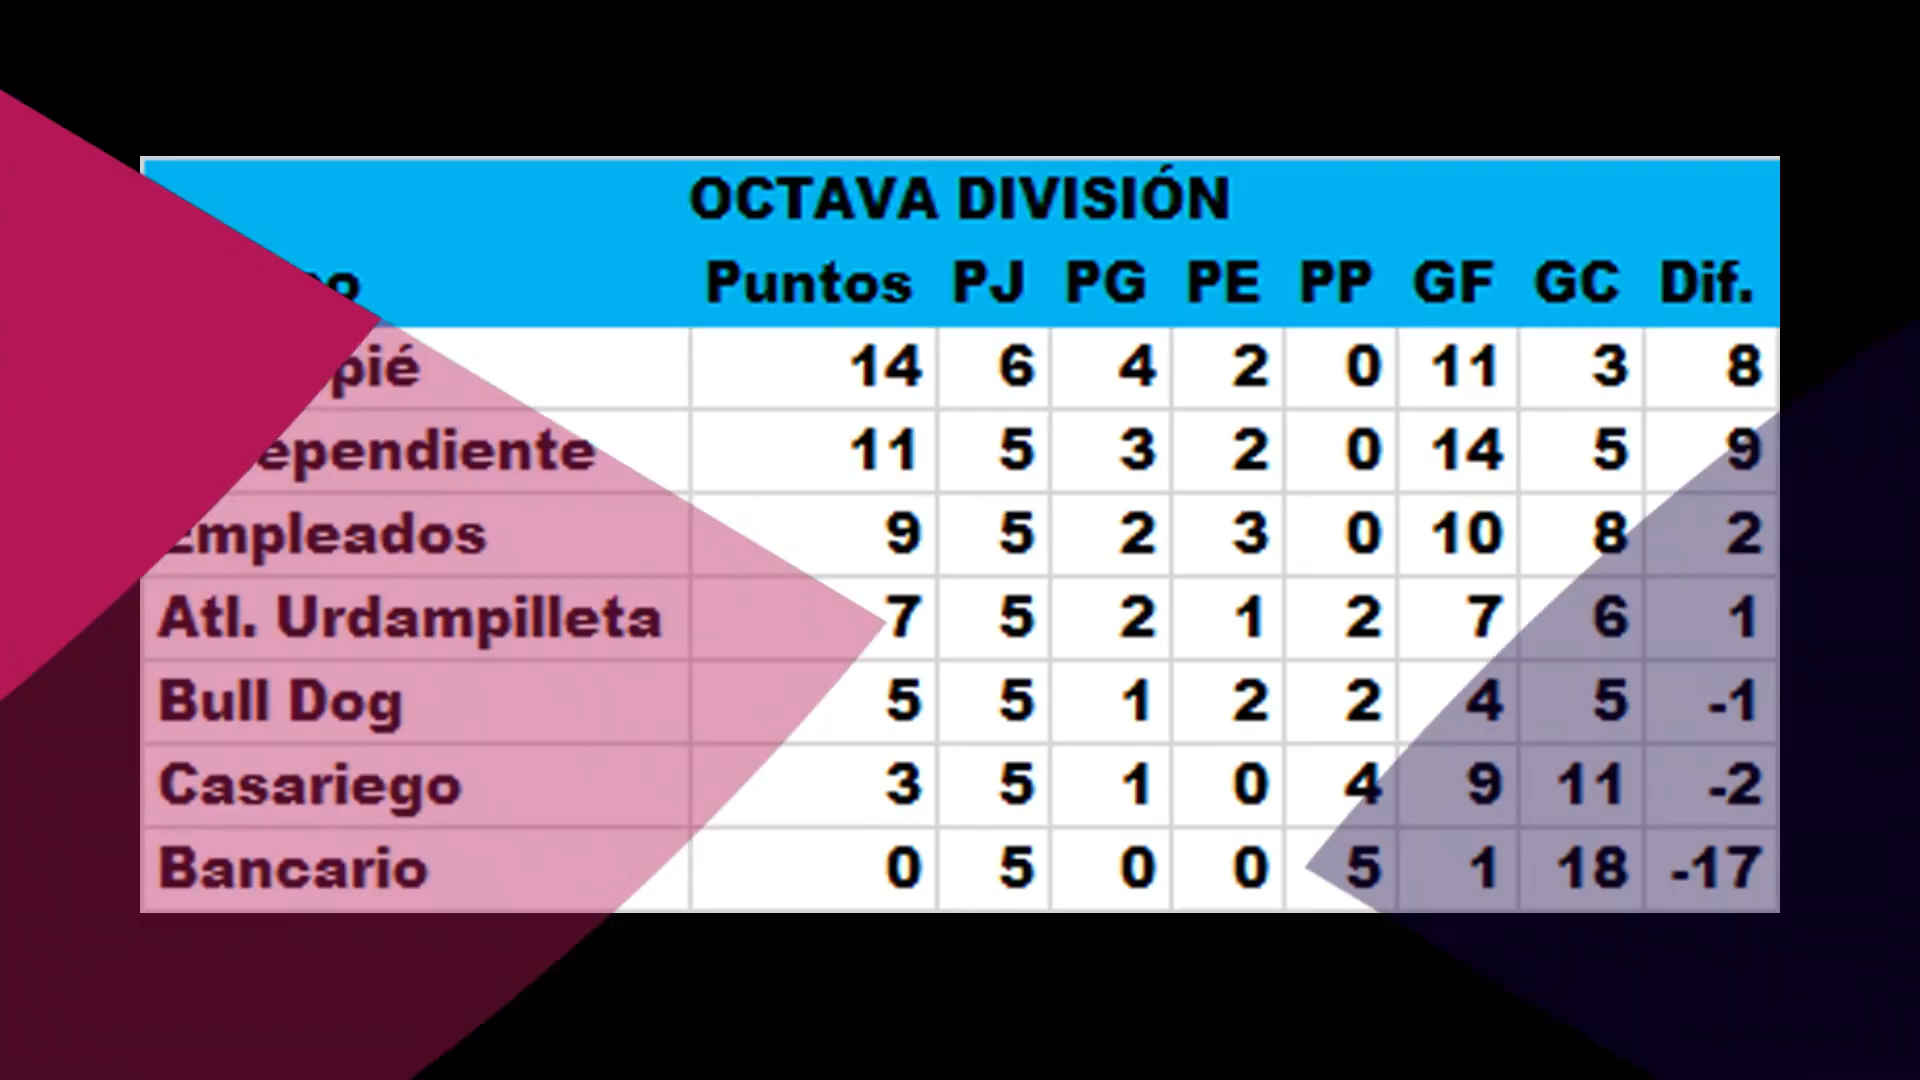 OCTAVA DIVISIÓN
Puntos PJ PG PE PP GF GC Dif.
14 6 4 2 0 11 3 8
11 5 3 2 0 14 5 9
Empleados 9 5 2 3 0 10 8 2
Atl. Urdampilleta 7 5 2 1 2 7 6 1
Bull Dog 5 5 1 2 2 4 5 -1
Casariego 3 5 1 0 4 9 11 -2
Bancario 0 5 0 0 5 1 18 -17